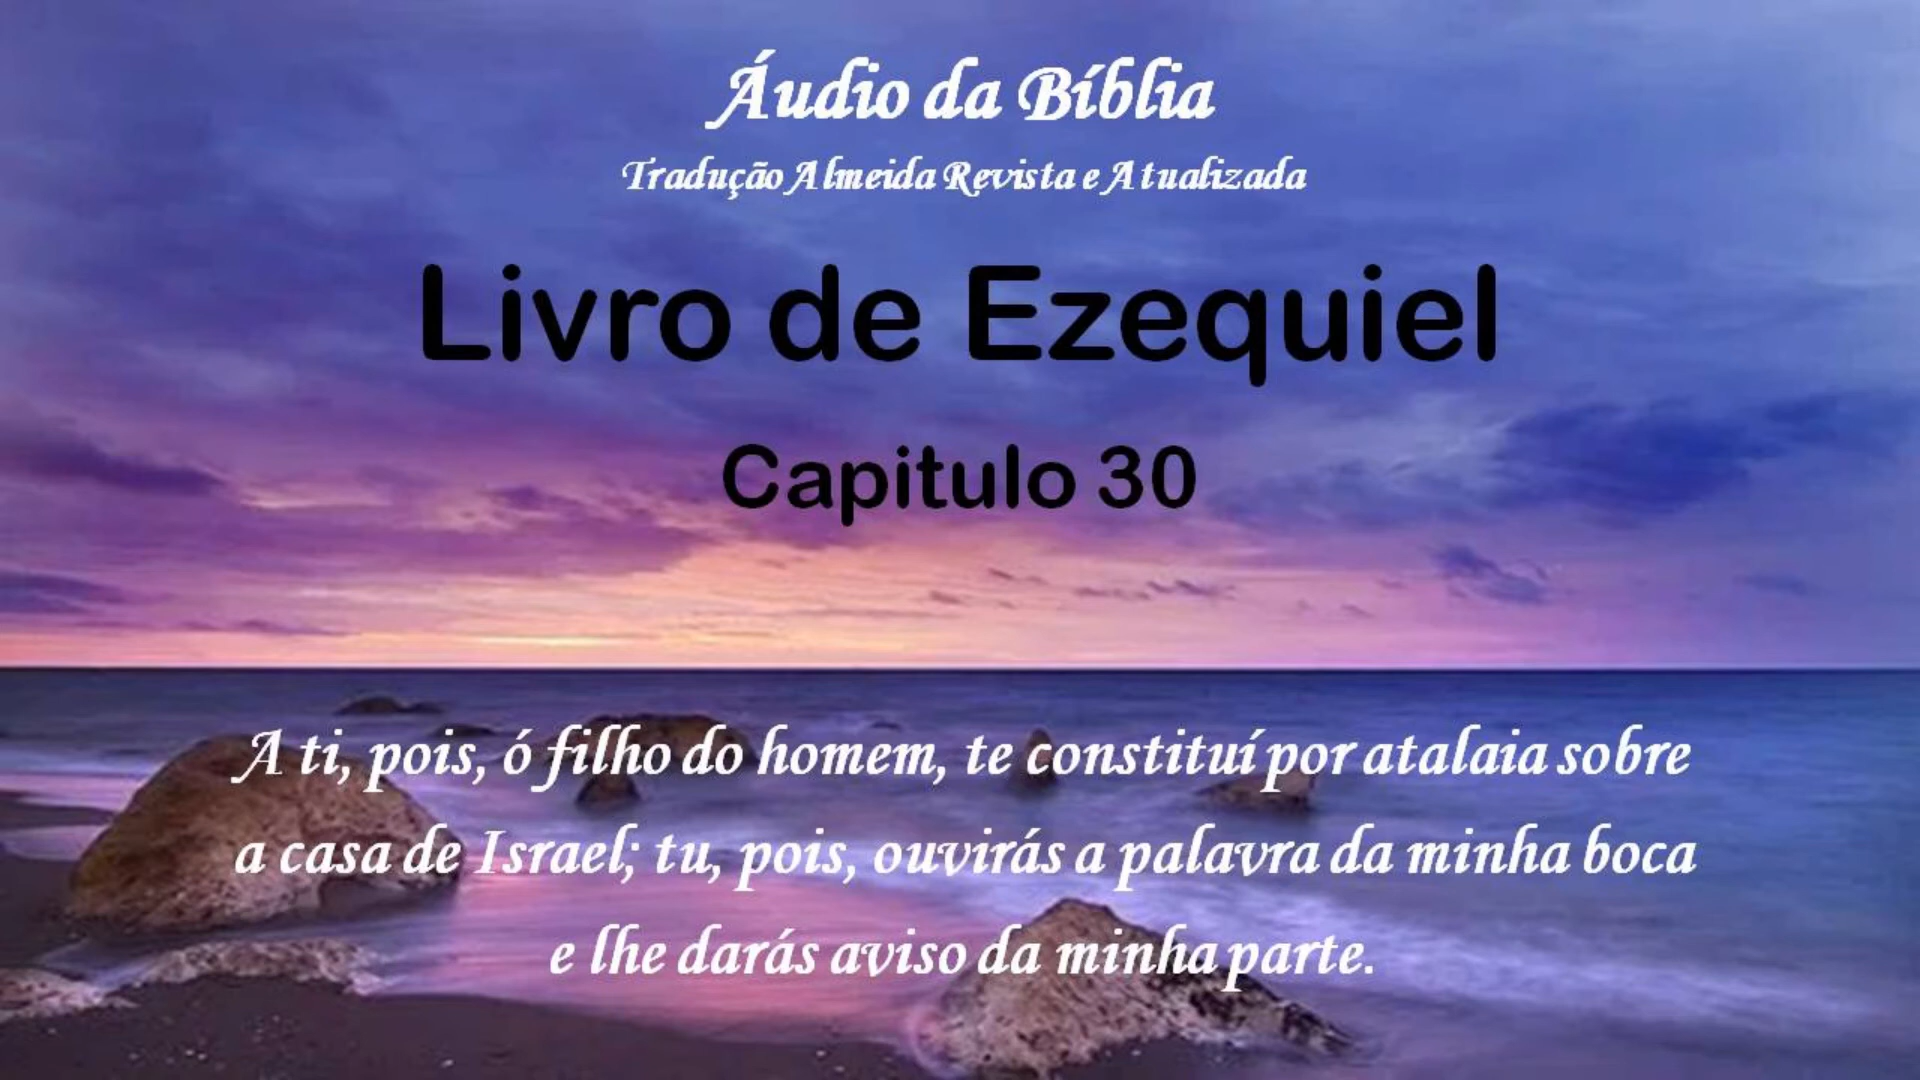 Áudio da Bíblia
Tradução Almeida Revista e Atualizada
Livro de Ezequiel
Capitulo 30
A ti, pois, ó filho do homem, te constituí por atalaia sobre
a casa de Israel; tu, pois, ouvirás a palavra da minha boca
e lhe darás aviso da minha parte.